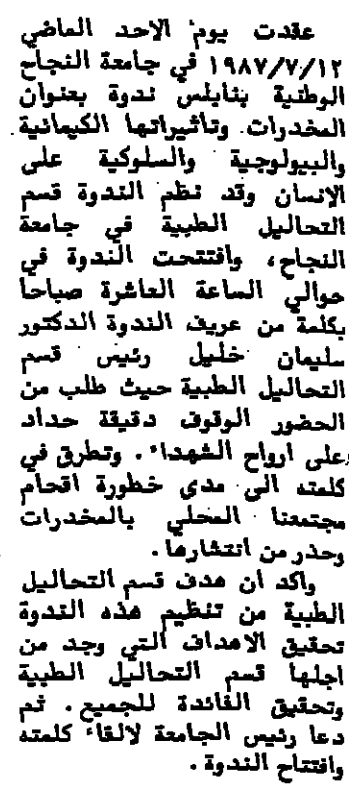 عقدت يوم الاحد الماضي
١٩٨٧/٧/١٢ في جامعة النجاح
الوطنية بنابلس ندوة بعنوان
المخدرات وتأثيراتها الكيمائية
والبيولوجية والسلوكية على
الانسان وقد نظم الندوة قسم
التحاليل الطبية في جامعة
النجاح، وافتتحت الندوة في
حوالي الساعة العاشرة صباحا
بكلمة من عريف الندوة الدكتور
سليمان خليل رئيس قسم
التحاليل الطبية حيث طلب من
الحضور الوقوف دقيقة حداد
على ارواح الشهداء . وتطرق في
كلمته الى مدى خطورة اقحام
مجتمعنا المحلي بالمخدرات
وحذر من انتشارها .
واكد ان هدف قسم التحاليل
الطبية من تنظيم هذه الندوة
تحقيق الاهداف التي وجد من
اجلها قسم التحاليل الطبية
وتحقيق الفائدة للجميع . ثم
دعا رئيس الجامعة لالقاء كلمته
وافتتاح الندوة .